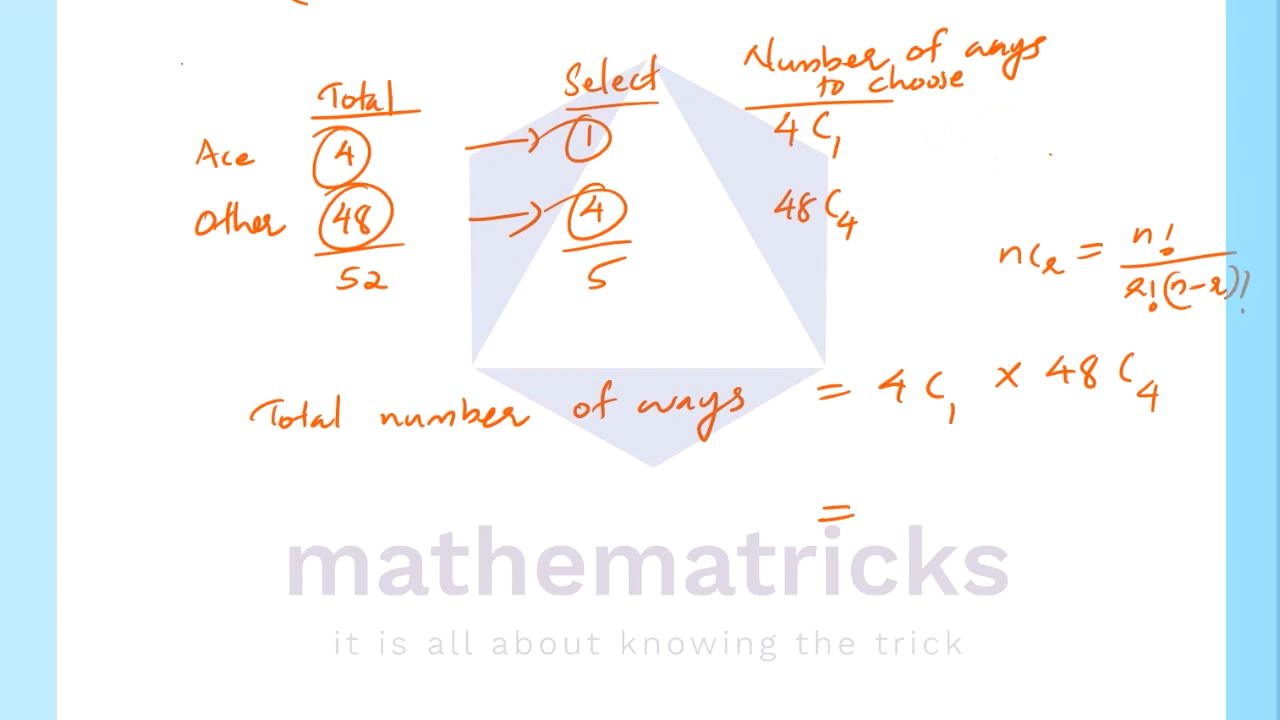 Total Select Number of ways
to choose
Ace 4 1 4C₁
Other 48 4 48C₄
52 5
nCr = n!
r!(n-r)!
Total number of ways = 4C₁ × 48C₄
=
mathematricks
it is all about knowing the trick